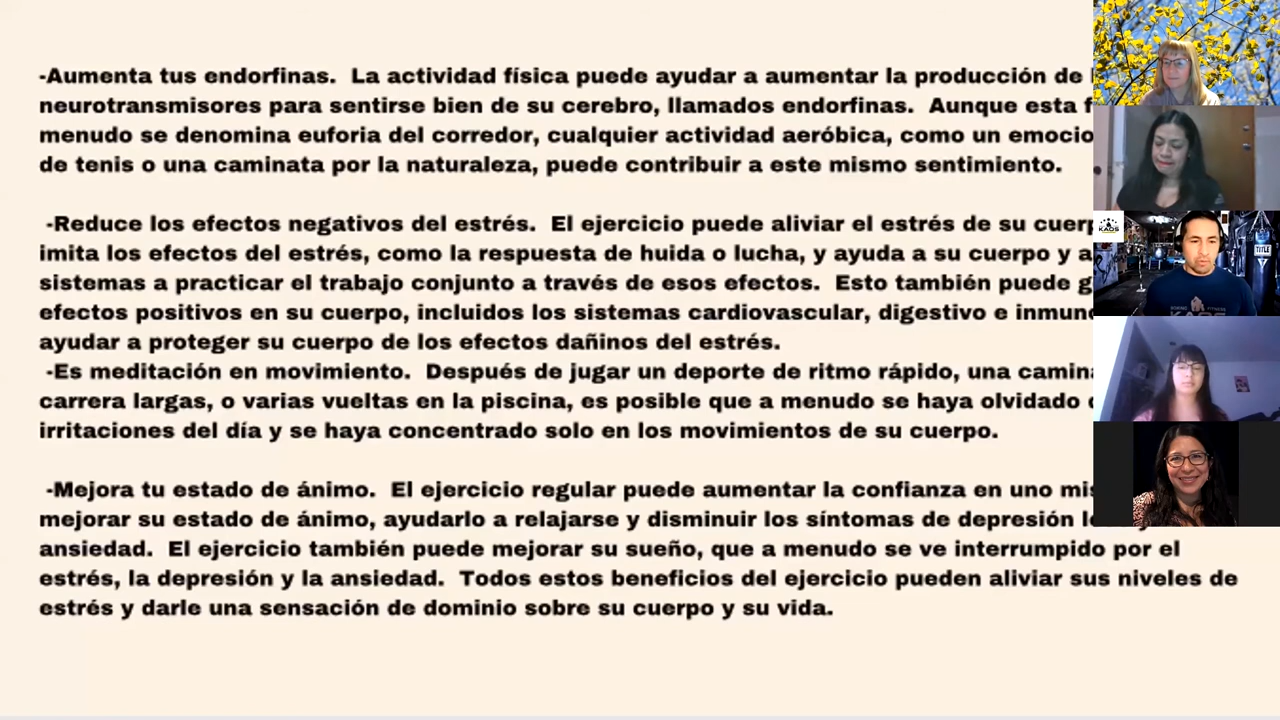 -Aumenta tus endorfinas. La actividad física puede ayudar a aumentar la producción de
neurotransmisores para sentirse bien de su cerebro, llamados endorfinas. Aunque esta
menudo se denomina euforia del corredor, cualquier actividad aeróbica, como un
de tenis o una caminata por la naturaleza, puede contribuir a este mismo sentimiento.
-Reduce los efectos negativos del estrés. El ejercicio puede aliviar el estrés de su
imita los efectos del estrés, como la respuesta de huida o lucha, y ayuda a su cuerpo y
sistemas a practicar el trabajo conjunto a través de esos efectos. Esto también puede
efectos positivos en su cuerpo, incluidos los sistemas cardiovascular, digestivo e
ayudar a proteger su cuerpo de los efectos dañinos del estrés.
-Es meditación en movimiento. Después de jugar un deporte de ritmo rápido, una
carrera largas, o varias vueltas en la piscina, es posible que a menudo se haya olvidado
irritaciones del día y se haya concentrado solo en los movimientos de su cuerpo.
-Mejora tu estado de ánimo. El ejercicio regular puede aumentar la confianza en uno
mejorar su estado de ánimo, ayudarlo a relajarse y disminuir los síntomas de depresión
ansiedad. El ejercicio también puede mejorar su sueño, que a menudo se ve interrumpido por el
estrés, la depresión y la ansiedad. Todos estos beneficios del ejercicio pueden aliviar sus niveles de
estrés y darle una sensación de dominio sobre su cuerpo y su vida.
KAOS
TITLE
KAOS